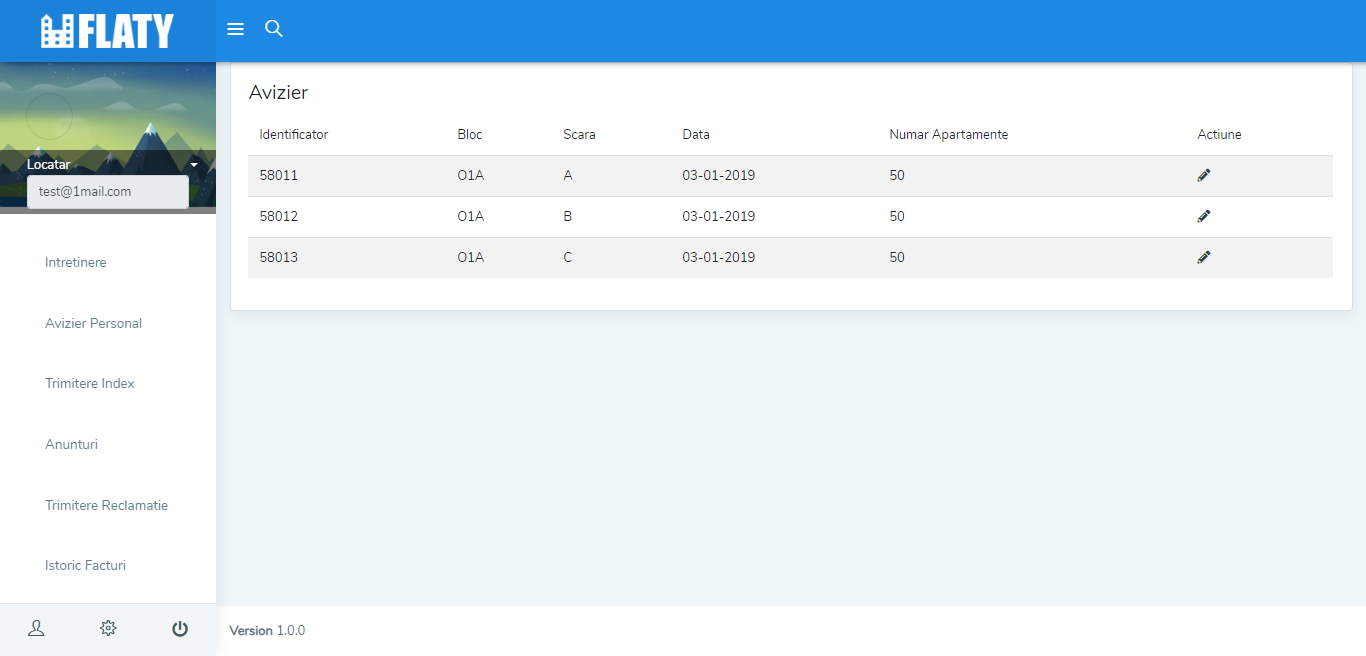 FLATY
Locatar
test@1mail.com
Intretinere
Avizier Personal
Trimitere Index
Anunturi
Trimitere Reclamatie
Istoric Facturi
Avizier
Identificator Bloc Scara Data Numar Apartamente Actiune
58011 O1A A 03-01-2019 50
58012 O1A B 03-01-2019 50
58013 O1A C 03-01-2019 50
Version 1.0.0